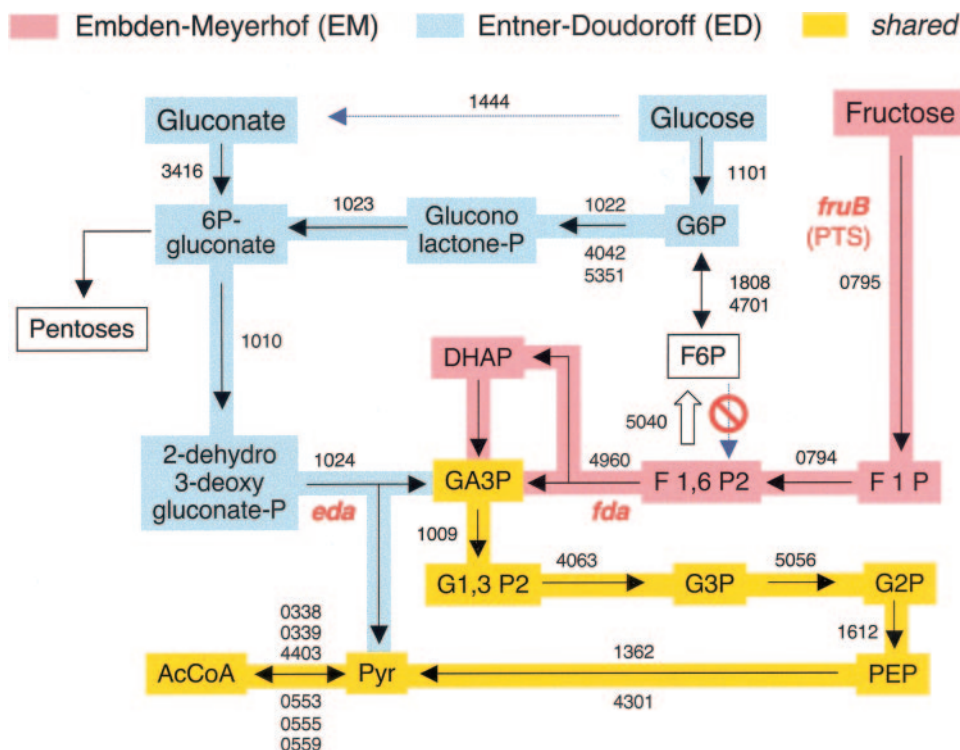 Embden-Meyerhof (EM) Entner-Doudoroff (ED) shared
Gluconate
1444
Glucose
Fructose
3416
1101
6P-
gluconate
1023
Glucono
lactone-P
1022
4042
5351
G6P
fruB
(PTS)
0795
1808
4701
Pentoses
1010
DHAP
F6P
5040
2-dehydro
3-deoxy
gluconate-P
1024
eda
GA3P
4960
fda
F 1,6 P2
0794
F 1 P
1009
G1,3 P2
4063
G3P
5056
G2P
1612
0338
0339
4403
AcCoA
Pyr
1362
4301
PEP
0553
0555
0559